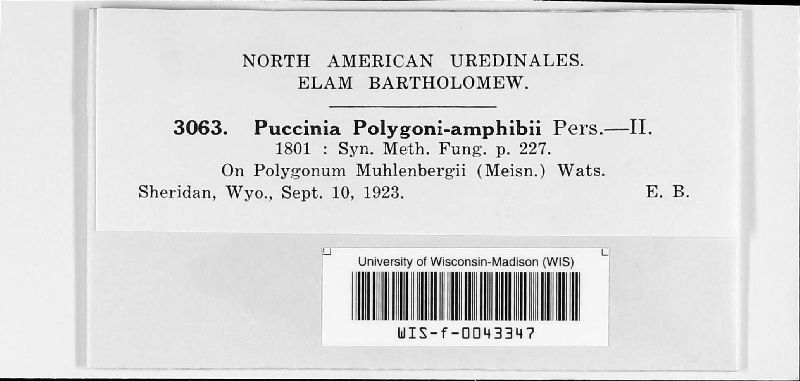 NORTH AMERICAN UREDINALES.
ELAM BARTHOLOMEW.
3063. Puccinia Polygoni-amphibii Pers.—II.
1801 : Syn. Meth. Fung. p. 227.
On Polygonum Muhlenbergii (Meisn.) Wats.
Sheridan, Wyo., Sept. 10, 1923. E. B.
University of Wisconsin-Madison (WIS)
WIS-f-0043347